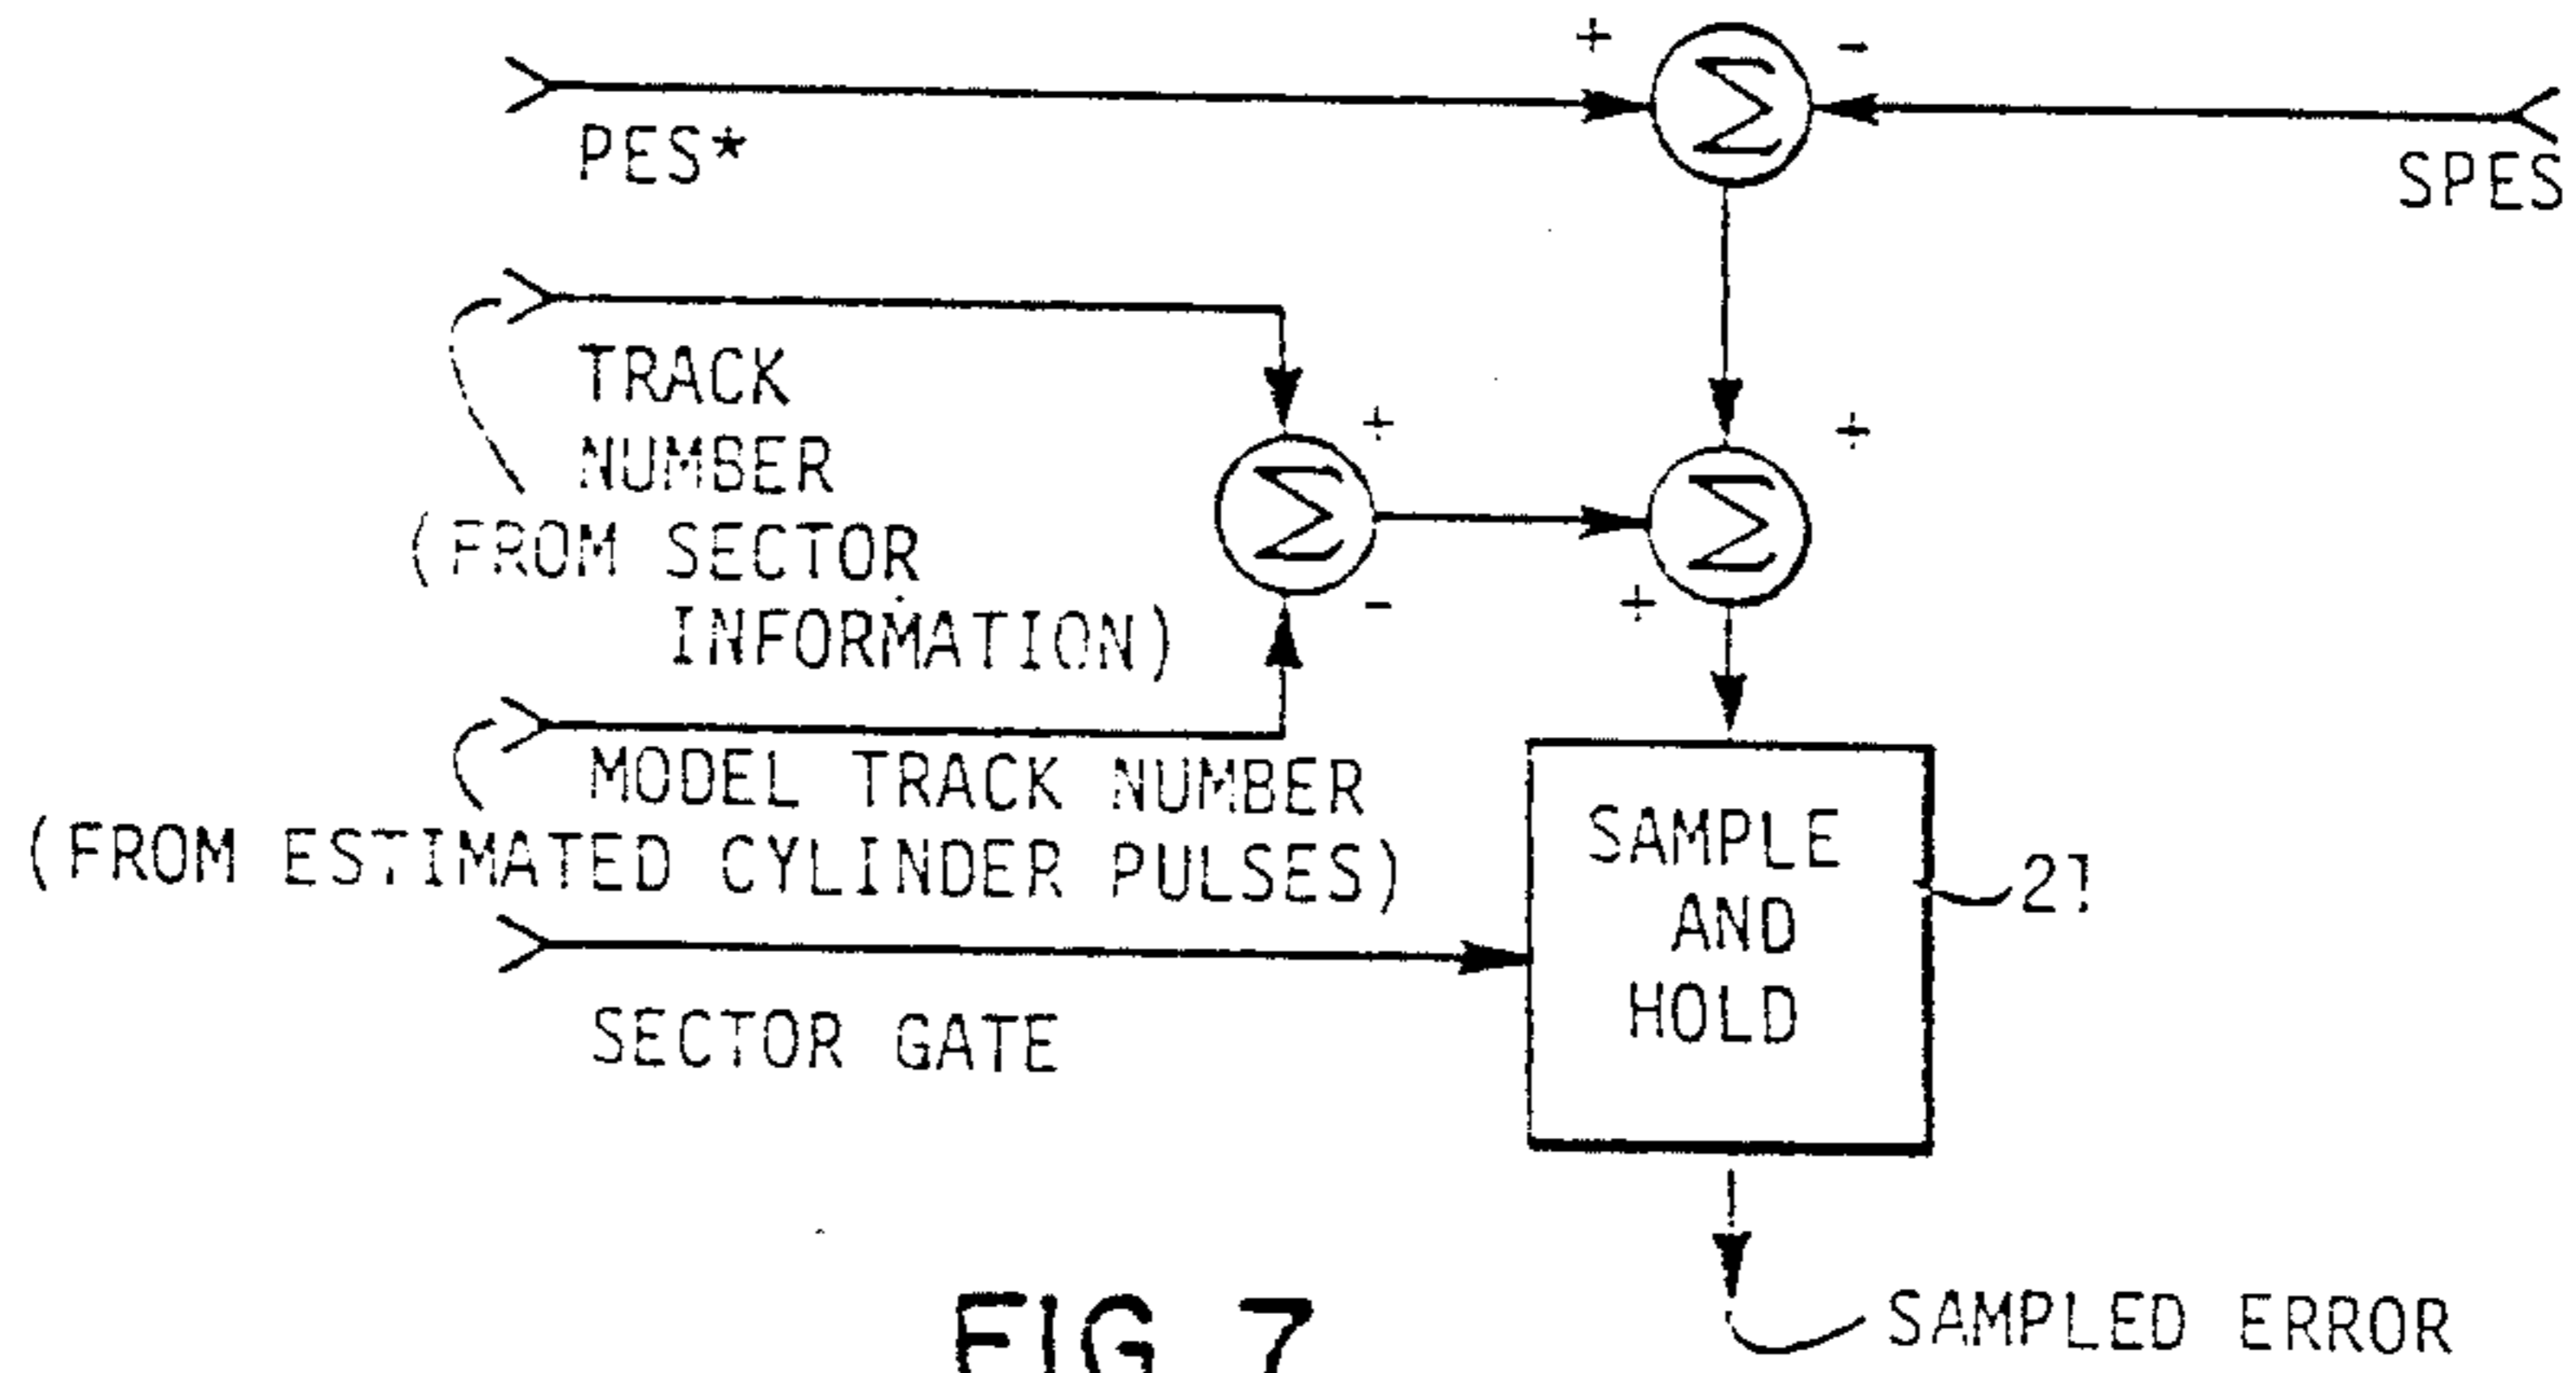 + Σ -
PES*
SPES
TRACK
NUMBER
(FROM SECTOR
INFORMATION)
+
Σ
-
+
Σ
+
MODEL TRACK NUMBER
(FROM ESTIMATED CYLINDER PULSES)
SECTOR GATE
SAMPLE
AND
HOLD
21
SAMPLED ERROR
FIG 7